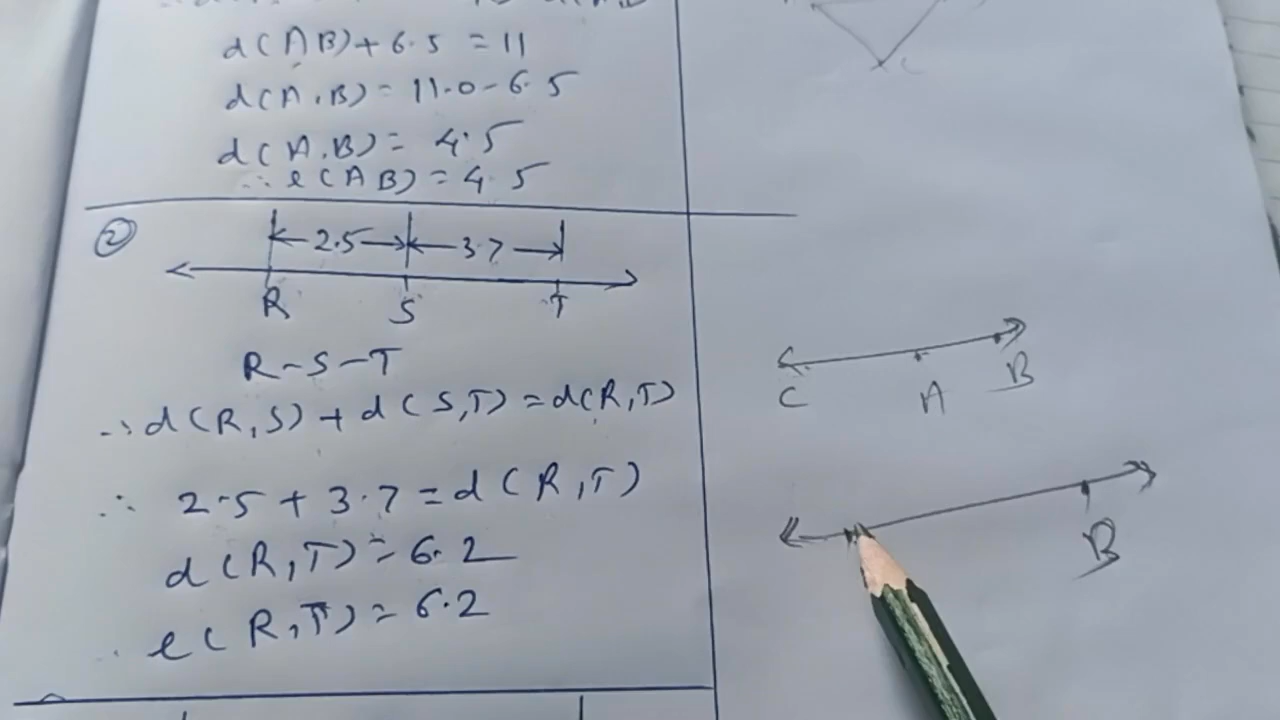 d(AB)+6.5 = 11
d(A,B)= 11.0-6.5
d(A,B)= 4.5
∴ l(AB)=4.5
② 2.5 3.7
R S T
R-S-T
∴ d(R,S)+d(S,T)=d(R,T)
∴ 2.5+3.7=d(R,T)
d(R,T)=6.2
∴ l(R,T)=6.2
C
C A B
B